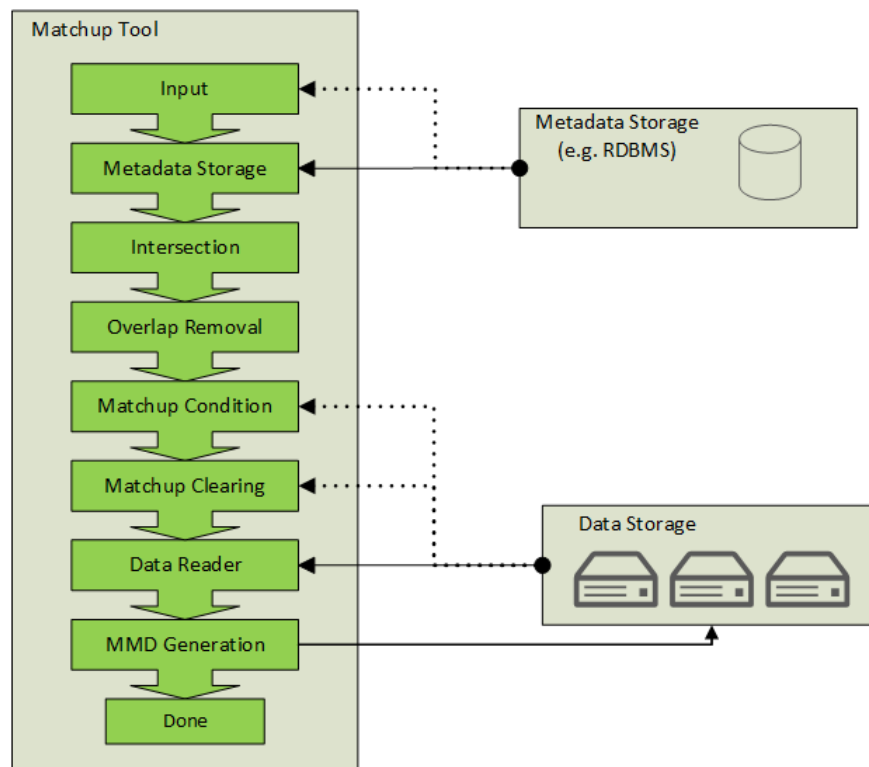 Matchup Tool
Input
Metadata Storage
Intersection
Overlap Removal
Matchup Condition
Matchup Clearing
Data Reader
MMD Generation
Done
Metadata Storage
(e.g. RDBMS)
Data Storage